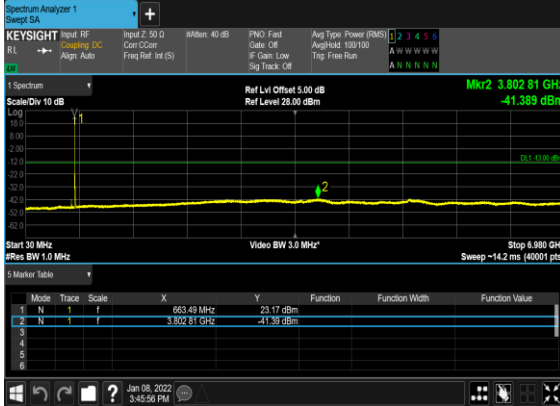 Spectrum Analyzer 1
Swept SA
+
KEYSIGHT Input: RF Input Z: 50 Ω #Atten: 40 dB PNO: Fast Avg Type: Power (RMS) 1 2 3 4 5 6
RL Coupling: DC Corr CCorr Gate: Off Avg|Hold: 100/100 A W W W W W
Align: Auto Freq Ref: Int (S) IF Gain: Low Trig: Free Run
Sig Track: Off A N N N N N
1 Spectrum Ref Lvl Offset 5.00 dB Mkr2 3.802 81 GHz
Scale/Div 10 dB Ref Level 28.00 dBm -41.389 dBm
Log
18.0
8.00
-2.00
-12.0 DL1 -13.00 dBm
-22.0
-32.0
-42.0
-52.0
-62.0
1
2
Start 30 MHz Video BW 3.0 MHz* Stop 6.980 GHz
#Res BW 1.0 MHz Sweep ~14.2 ms (40001 pts)
5 Marker Table
Mode Trace Scale X Y Function Function Width Function Value
1 N 1 f 663.49 MHz 23.17 dBm
2 N 1 f 3.802 81 GHz -41.39 dBm
3
4
5
6
? Jan 08, 2022
3:45:56 PM